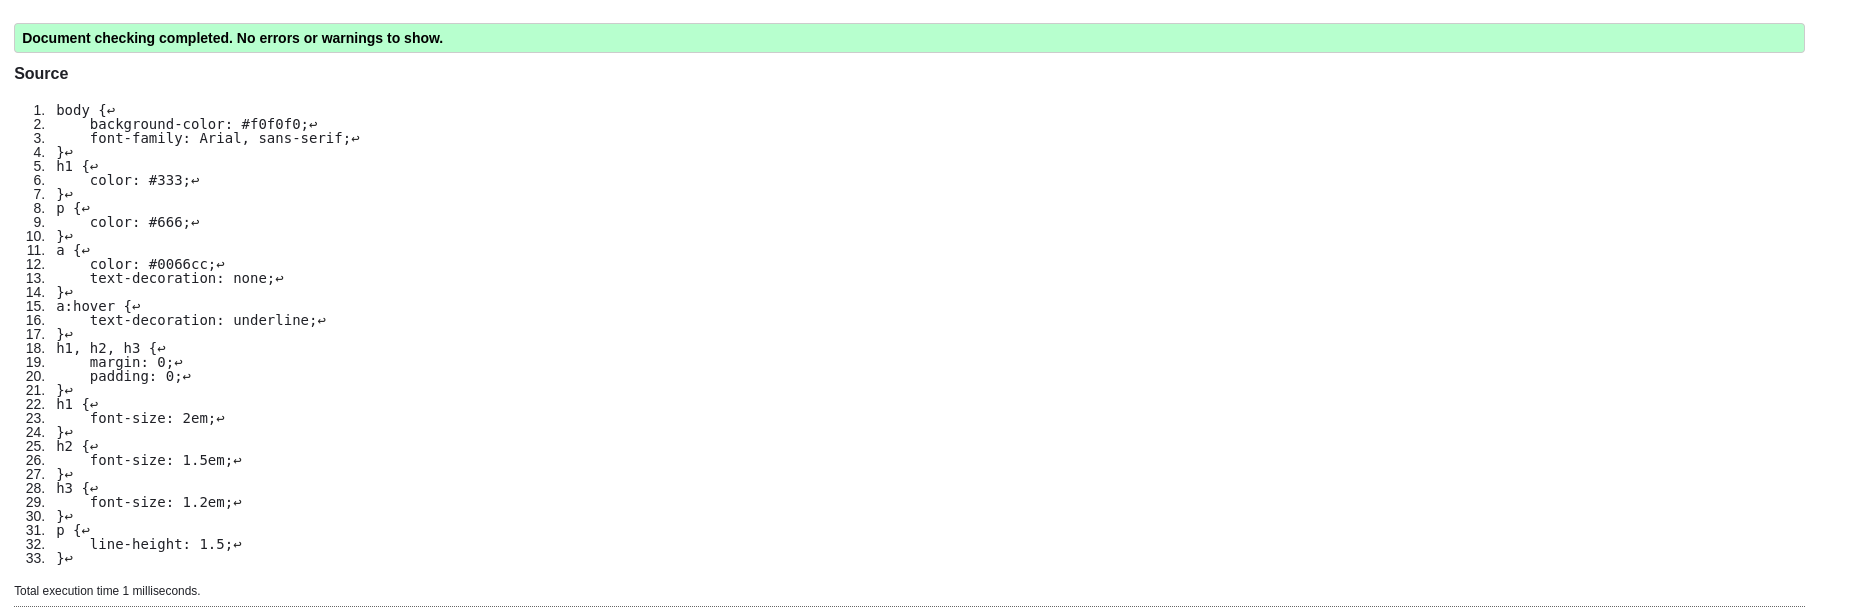 Document checking completed. No errors or warnings to show.
Source
1. body {↩
2.     background-color: #f0f0f0;↩
3.     font-family: Arial, sans-serif;↩
4. }↩
5. h1 {↩
6.     color: #333;↩
7. }↩
8. p {↩
9.     color: #666;↩
10. }↩
11. a {↩
12.     color: #0066cc;↩
13.     text-decoration: none;↩
14. }↩
15. a:hover {↩
16.     text-decoration: underline;↩
17. }↩
18. h1, h2, h3 {↩
19.     margin: 0;↩
20.     padding: 0;↩
21. }↩
22. h1 {↩
23.     font-size: 2em;↩
24. }↩
25. h2 {↩
26.     font-size: 1.5em;↩
27. }↩
28. h3 {↩
29.     font-size: 1.2em;↩
30. }↩
31. p {↩
32.     line-height: 1.5;↩
33. }↩
Total execution time 1 milliseconds.